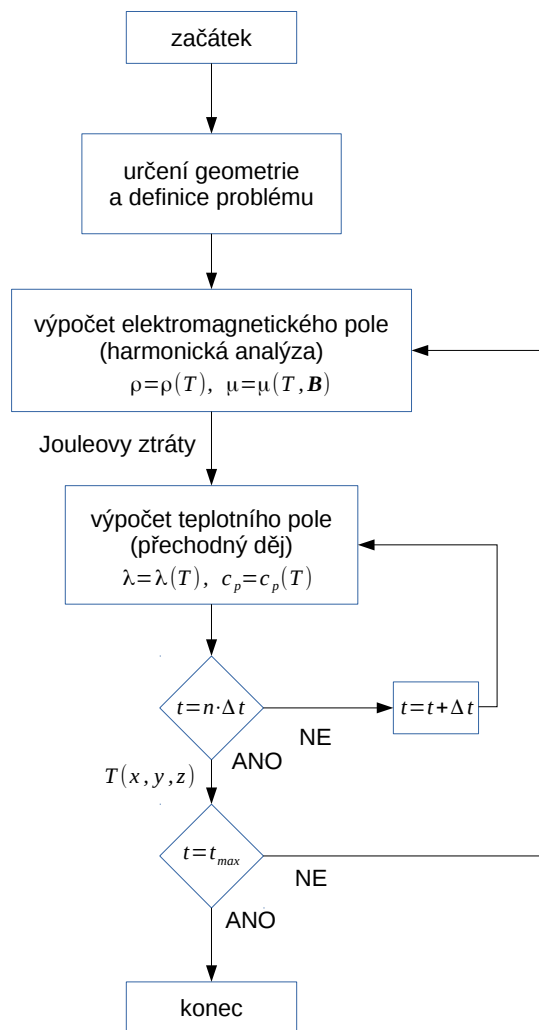 začátek
určení geometrie
a definice problému
výpočet elektromagnetického pole
(harmonická analýza)
ρ=ρ(T), μ=μ(T,B)
Jouleovy ztráty
výpočet teplotního pole
(přechodný děj)
λ=λ(T), c_p=c_p(T)
t=n·Δt
NE
t=t+Δt
ANO
T(x,y,z)
t=t_max
NE
ANO
konec